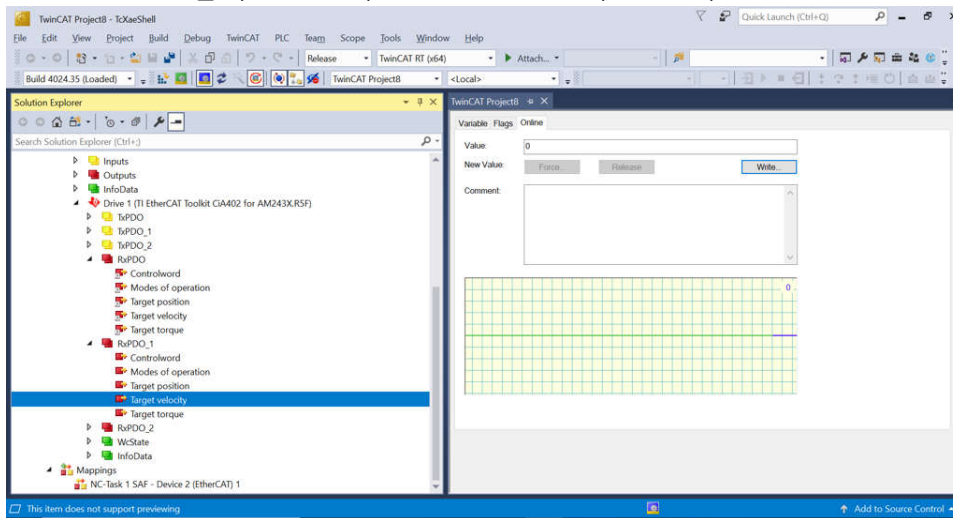 TwinCAT Project8 - TcXaeShell
Quick Launch (Ctrl+Q)
File Edit View Project Build Debug TwinCAT PLC Team Scope Tools Window Help
Release TwinCAT RT (x64) Attach...
Build 4024.35 (Loaded) TwinCAT Project8 <Local>
Solution Explorer
Search Solution Explorer (Ctrl+;)
Inputs
Outputs
InfoData
Drive 1 (TI EtherCAT Toolkit CiA402 for AM243X.R5F)
TxPDO
TxPDO_1
TxPDO_2
RxPDO
Controlword
Modes of operation
Target position
Target velocity
Target torque
RxPDO_1
Controlword
Modes of operation
Target position
Target velocity
Target torque
RxPDO_2
WcState
InfoData
Mappings
NC-Task 1 SAF - Device 2 (EtherCAT) 1
TwinCAT Project8
Variable Flags Online
Value: 0
New Value: Force... Release Write...
Comment:
0
This item does not support previewing
Add to Source Control